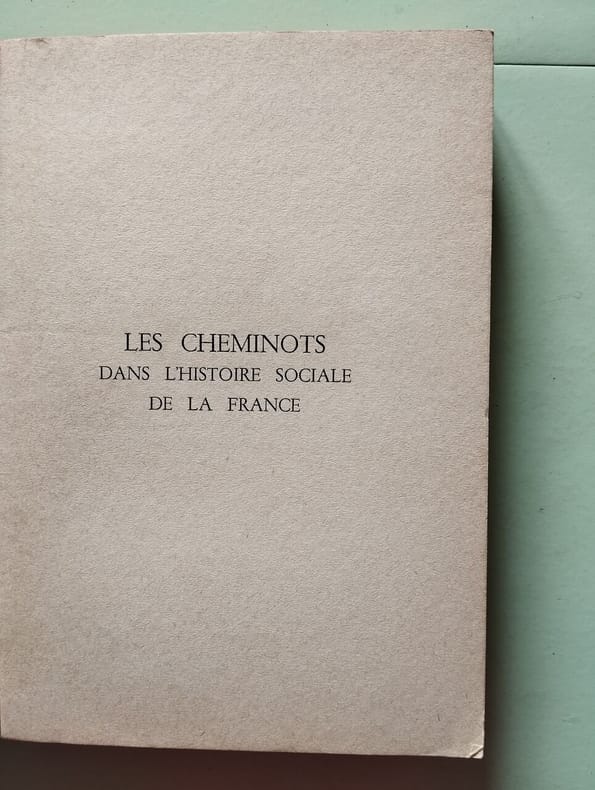 LES CHEMINOTS
DANS L'HISTOIRE SOCIALE
DE LA FRANCE